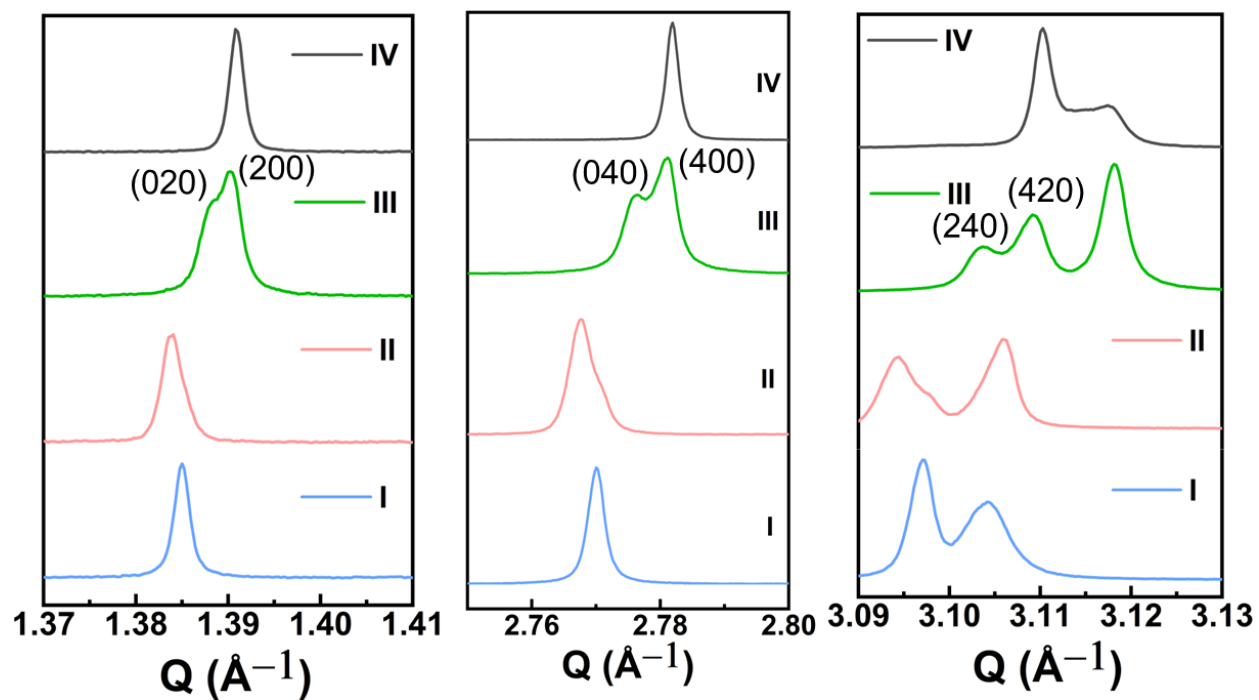 IV
(020)
(200)
III
II
I
1.37 1.38 1.39 1.40 1.41
Q (Å⁻¹)
IV
(040)
(400)
III
II
I
2.76 2.78 2.80
Q (Å⁻¹)
IV
III
(420)
(240)
II
I
3.09 3.10 3.11 3.12 3.13
Q (Å⁻¹)